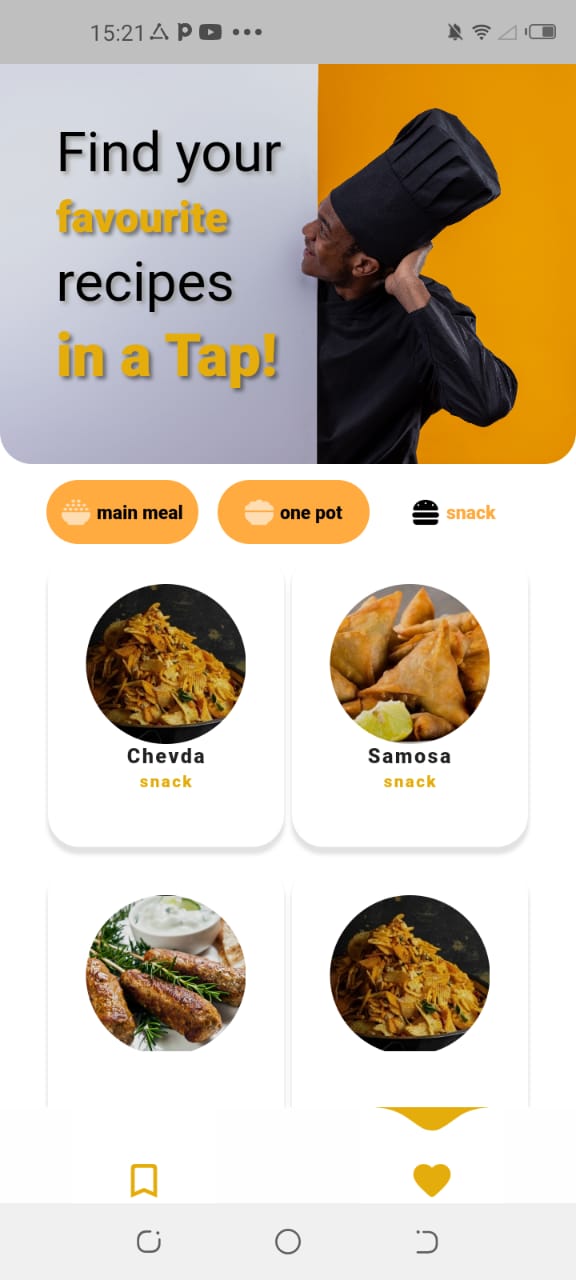 15:21
Find your
favourite
recipes
in a Tap!
main meal
one pot
snack
Chevda
snack
Samosa
snack